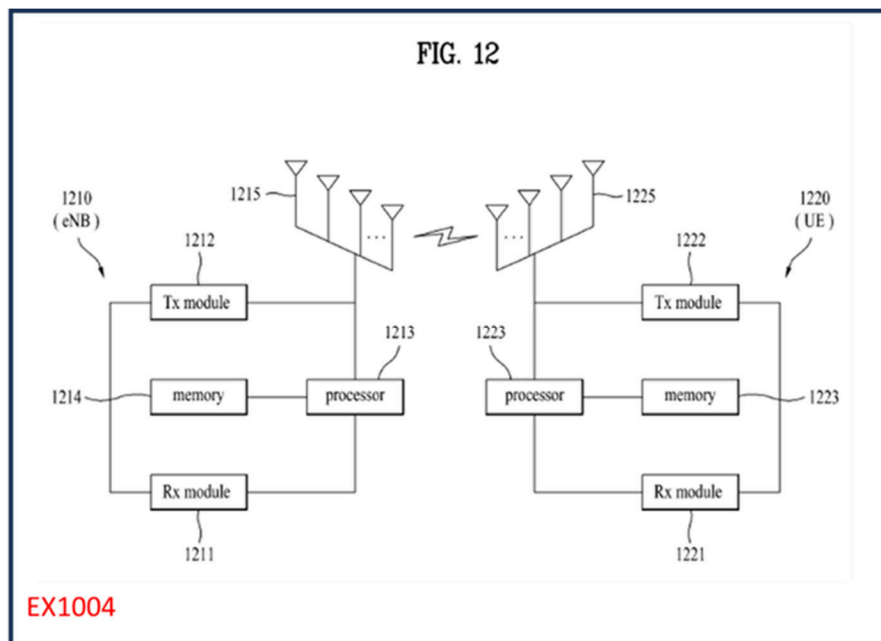 FIG. 12
1215
1225
1210
( eNB )
1220
( UE )
1212
1222
Tx module
Tx module
1213
1223
1214
memory
processor
processor
memory
1223
Rx module
Rx module
1211
1221
EX1004